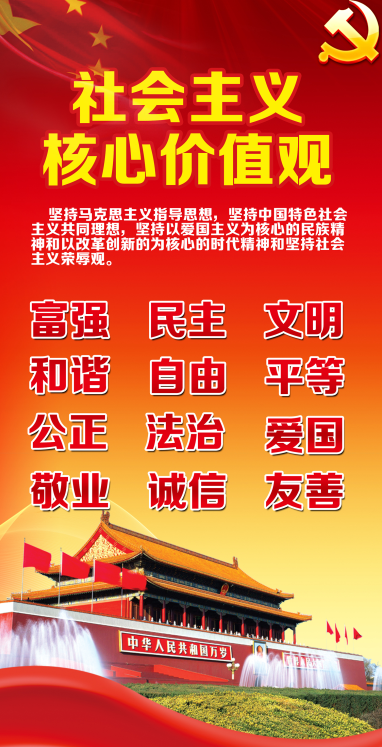 社会主义
核心价值观
坚持马克思主义指导思想，坚持中国特色社会
主义共同理想，坚持以爱国主义为核心的民族精
神和以改革创新的为核心的时代精神和坚持社会
主义荣辱观。
富强 民主 文明
和谐 自由 平等
公正 法治 爱国
敬业 诚信 友善
中华人民共和国万岁